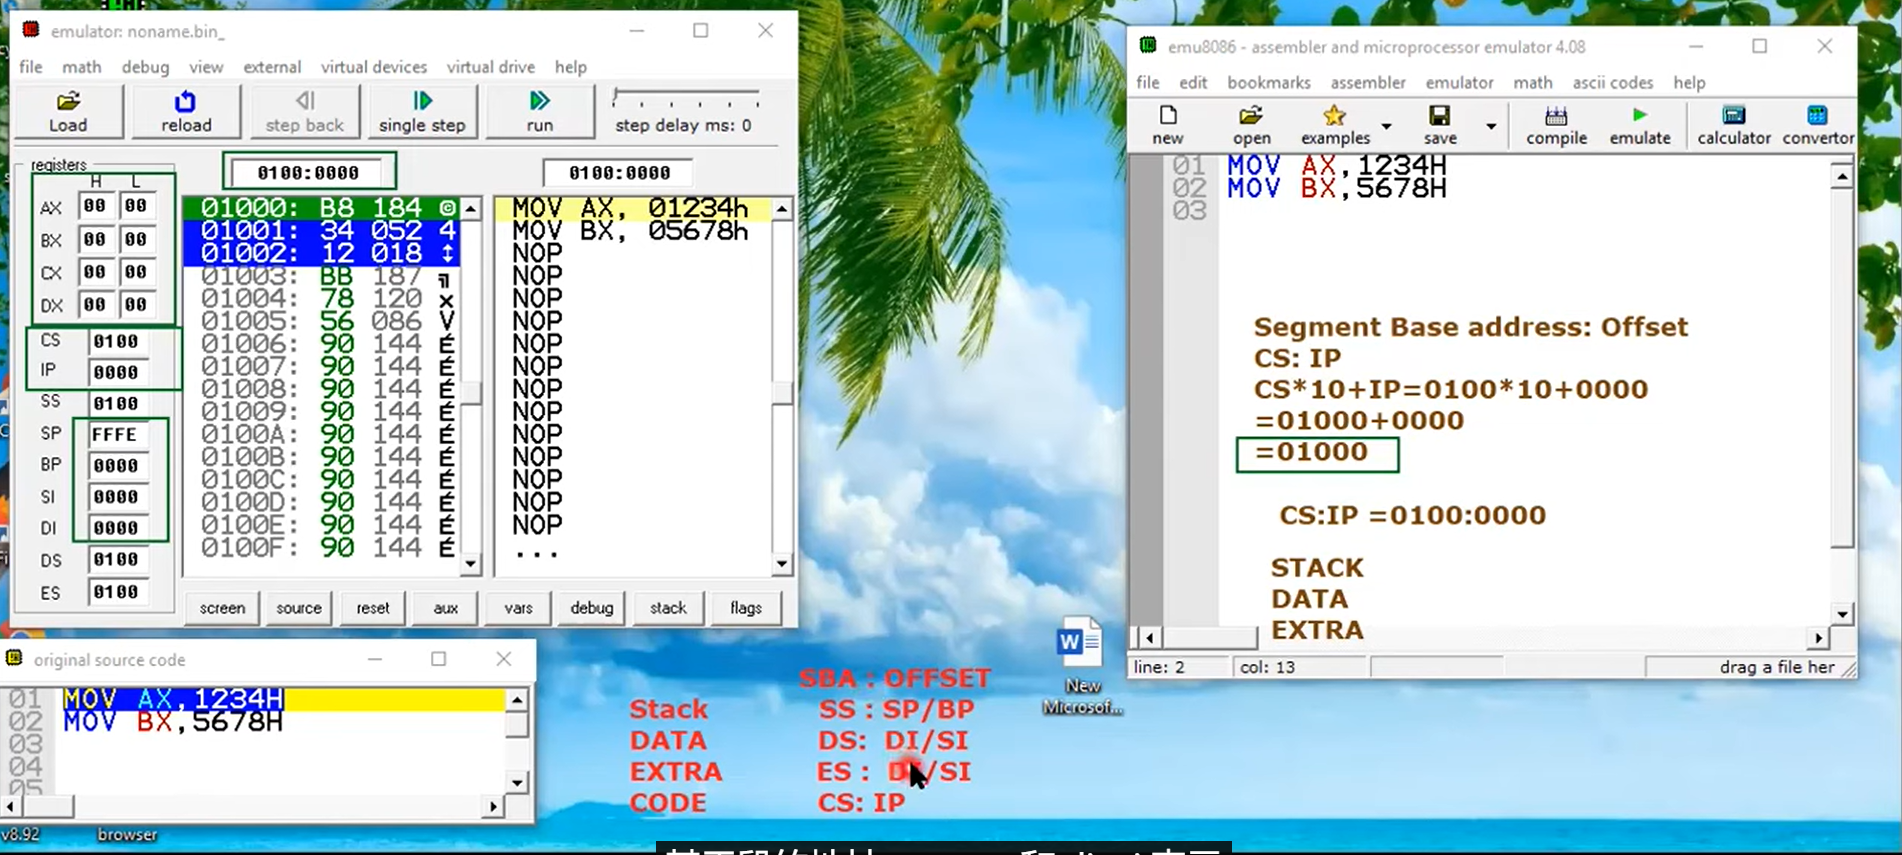 emulator: noname.bin_
file math debug view external virtual devices virtual drive help
Load reload step back single step run step delay ms: 0
registers
H L
0100:0000 0100:0000
AX 00 00
BX 00 00
CX 00 00
DX 00 00
CS 0100
IP 0000
SS 0100
SP FFFE
BP 0000
SI 0000
DI 0000
DS 0100
ES 0100
01000: B8 184
01001: 34 052 4
01002: 12 018 ↕
01003: BB 187 ╗
01004: 78 120 x
01005: 56 086 V
01006: 90 144 É
01007: 90 144 É
01008: 90 144 É
01009: 90 144 É
0100A: 90 144 É
0100B: 90 144 É
0100C: 90 144 É
0100D: 90 144 É
0100E: 90 144 É
0100F: 90 144 É
MOV AX, 01234h
MOV BX, 05678h
NOP
NOP
NOP
NOP
NOP
NOP
NOP
NOP
NOP
NOP
NOP
NOP
NOP
...
screen source reset aux vars debug stack flags
original source code
01 MOV AX,1234H
02 MOV BX,5678H
03
04
05
v8.92 browser
SBA : OFFSET
Stack SS : SP/BP
DATA DS: DI/SI
EXTRA ES : DI/SI
CODE CS: IP
New
Microsof...
emu8086 - assembler and microprocessor emulator 4.08
file edit bookmarks assembler emulator math ascii codes help
new open examples save compile emulate calculator convertor
01 MOV AX,1234H
02 MOV BX,5678H
03
Segment Base address: Offset
CS: IP
CS*10+IP=0100*10+0000
=01000+0000
=01000
CS:IP =0100:0000
STACK
DATA
EXTRA
line: 2 col: 13 drag a file her